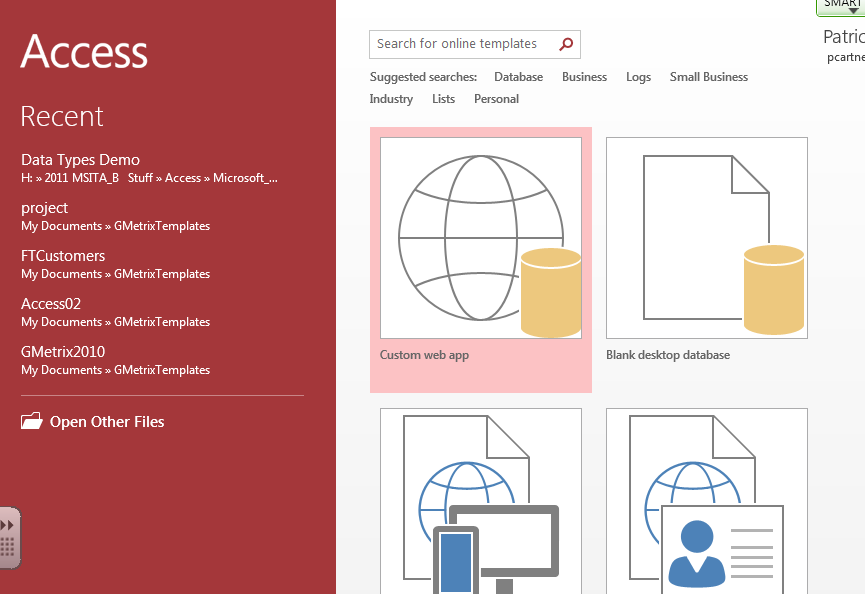 Access
Recent
Data Types Demo
H: » 2011 MSITA_B Stuff » Access » Microsoft_...
project
My Documents » GMetrixTemplates
FTCustomers
My Documents » GMetrixTemplates
Access02
My Documents » GMetrixTemplates
GMetrix2010
My Documents » GMetrixTemplates
Open Other Files
SMART
Patric
pcartne
Search for online templates
Suggested searches: Database Business Logs Small Business
Industry Lists Personal
Custom web app
Blank desktop database